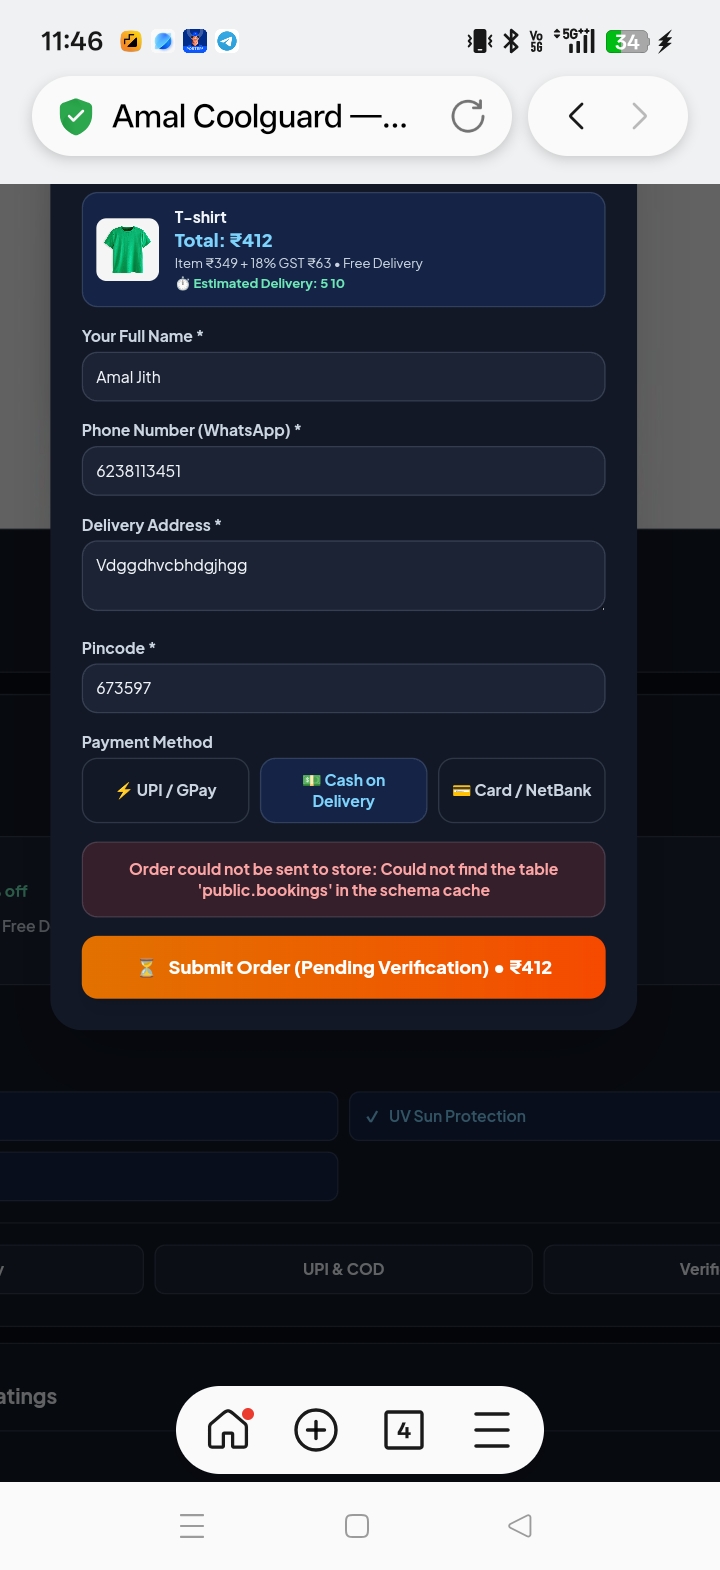 11:46
Vo
5G
5G++
34
Amal Coolguard —...
T-shirt
Total: ₹412
Item ₹349 + 18% GST ₹63 • Free Delivery
⏱️ Estimated Delivery: 5 10
Your Full Name *
Amal Jith
Phone Number (WhatsApp) *
6238113451
Delivery Address *
Vdggdhvcbhdgjhgg
Pincode *
673597
Payment Method
⚡ UPI / GPay
💵 Cash on
Delivery
💳 Card / NetBank
off
Order could not be sent to store: Could not find the table
'public.bookings' in the schema cache
Free D
⏳ Submit Order (Pending Verification) • ₹412
✓ UV Sun Protection
y
UPI & COD
Verifi
atings
4